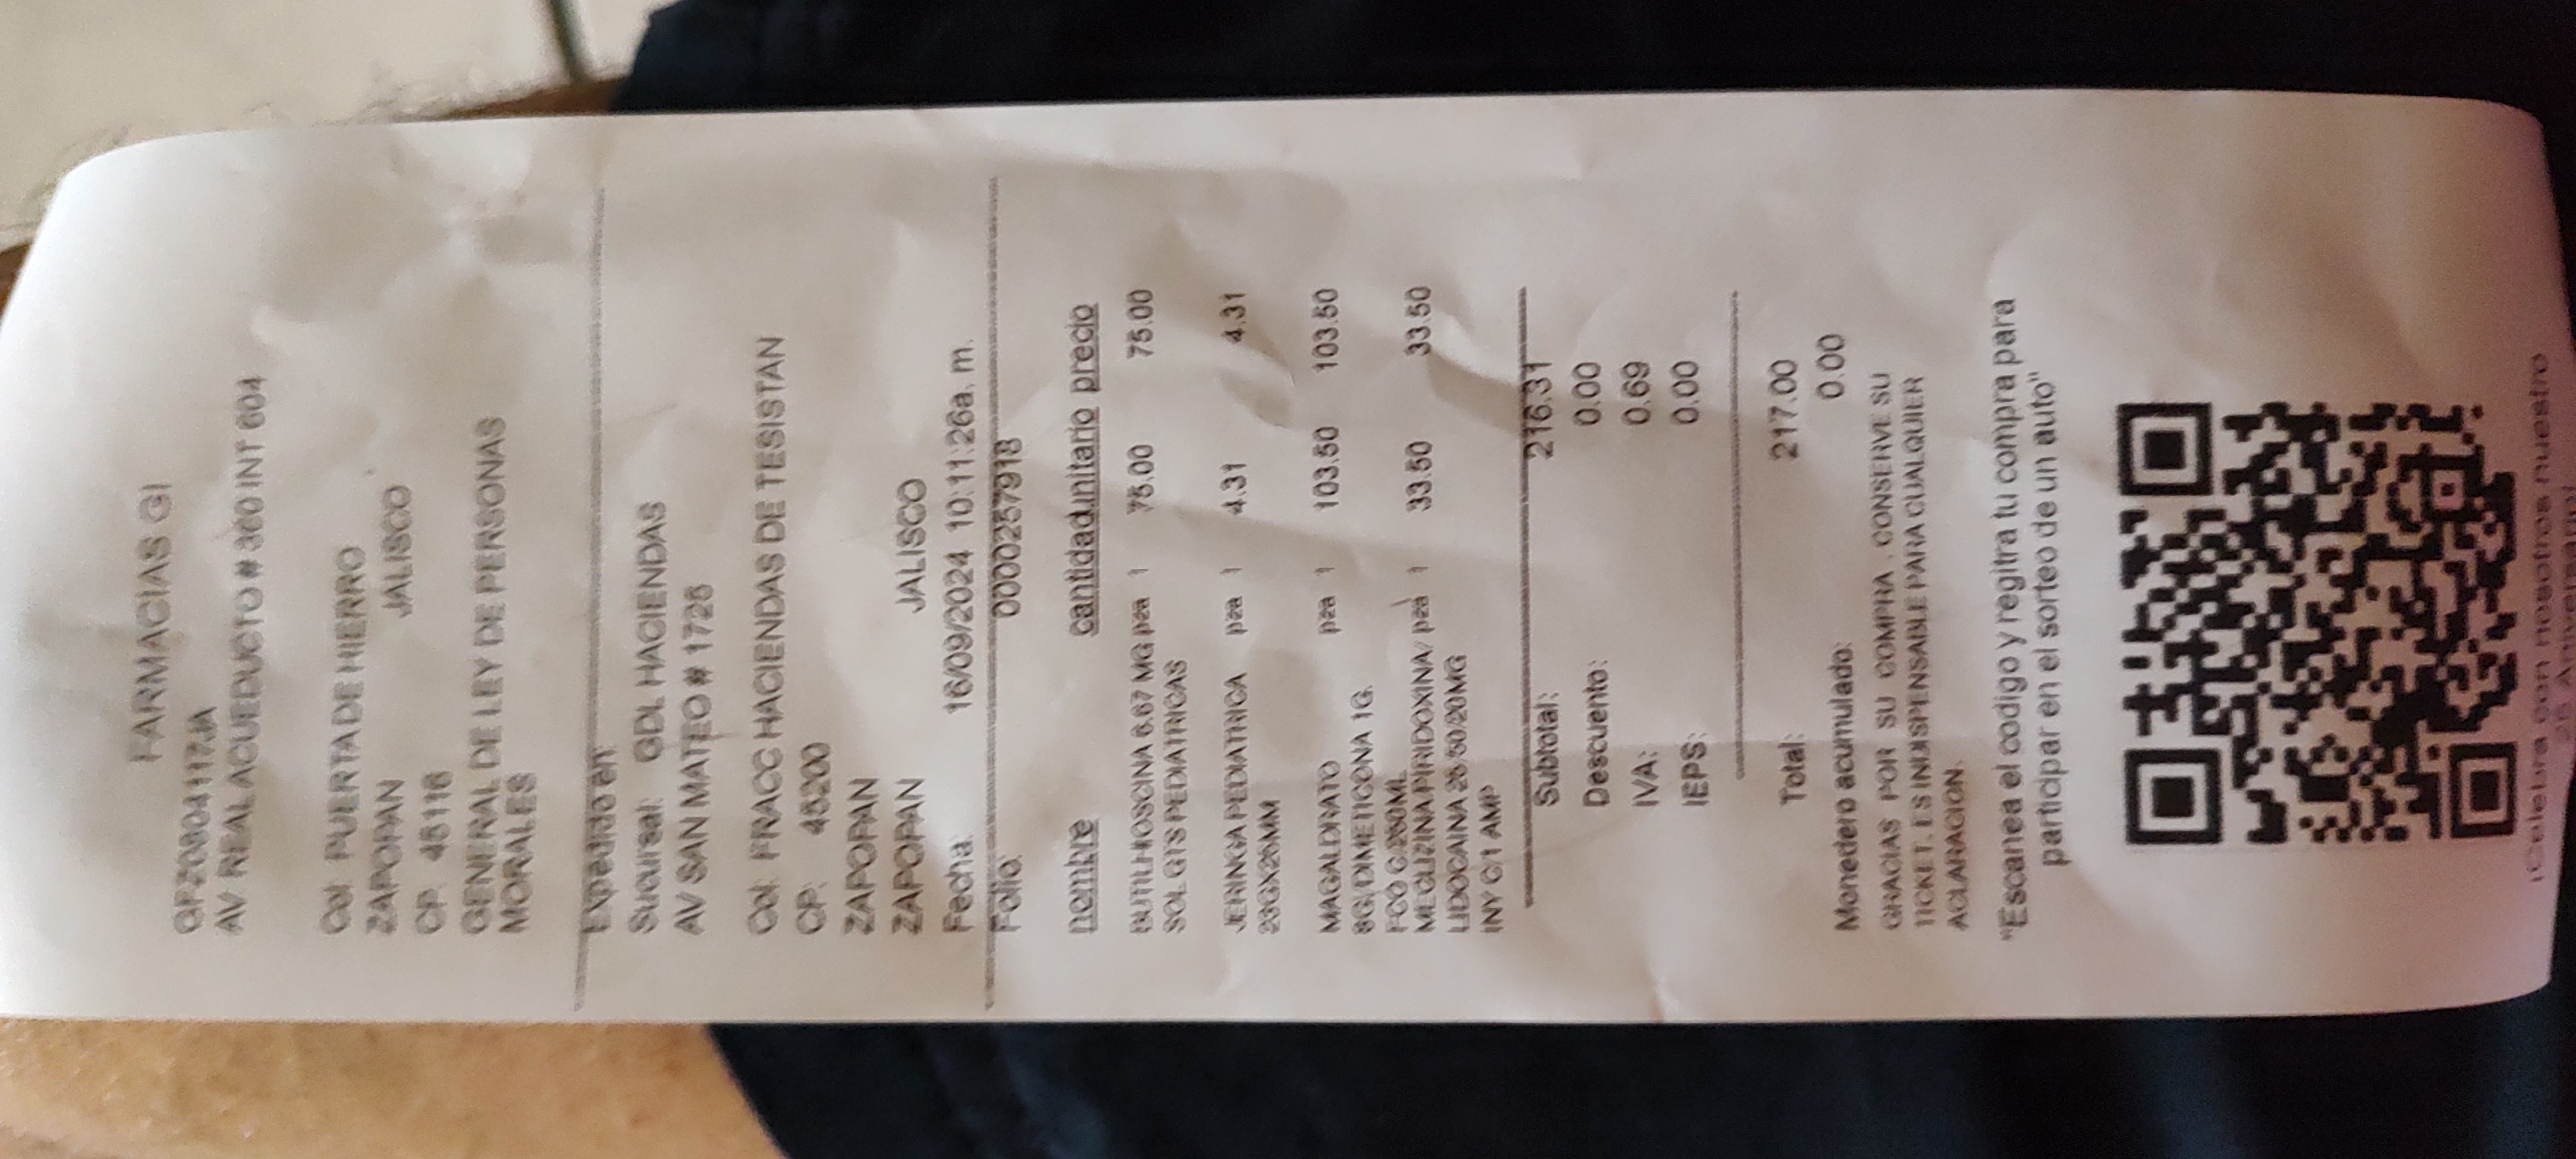 FARMACIAS GI
GPZ0804117JA
AV REAL ACUEDUCTO # 360 INT 604
Col: PUERTA DE HIERRO
ZAPOPAN JALISCO
CP: 45116
GENERAL DE LEY DE PERSONAS
MORALES
Expedido en:
Sucursal: GDL HACIENDAS
AV SAN MATEO # 1728
Col: FRACC HACIENDAS DE TESISTAN
CP: 45200
ZAPOPAN
ZAPOPAN JALISCO
Fecha: 16/09/2024 10:11:26a. m.
Folio: 0000257918
nombre cantidad unitario precio
BUTILHIOSCINA 6.67 MG pza 1 75.00 75.00
SOL GTS PEDIATRICAS
JERINGA PEDIATRICA pza 1 4.31 4.31
23GX25MM
MAGALDRATO pza 1 103.50 103.50
8G/DIMETICONA 1G.
FCO C/250ML
MECLIZINA/PIRIDOXINA/ pza 1 33.50 33.50
LIDOCAINA 25/50/20MG
INY C/1 AMP
Subtotal: 216.31
Descuento: 0.00
IVA: 0.69
IEPS: 0.00
Total: 217.00
Monedero acumulado: 0.00
GRACIAS POR SU COMPRA . CONSERVE SU
TICKET. ES INDISPENSABLE PARA CUALQUIER
ACLARACION.
"Escanea el codigo y regitra tu compra para
participar en el sorteo de un auto"
¡Celebra con nosotros nuestro